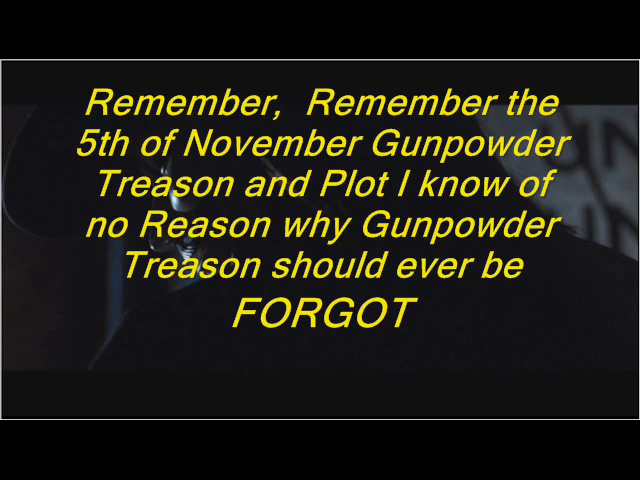 Remember, Remember the
5th of November Gunpowder
Treason and Plot I know of
no Reason why Gunpowder
Treason should ever be
FORGOT